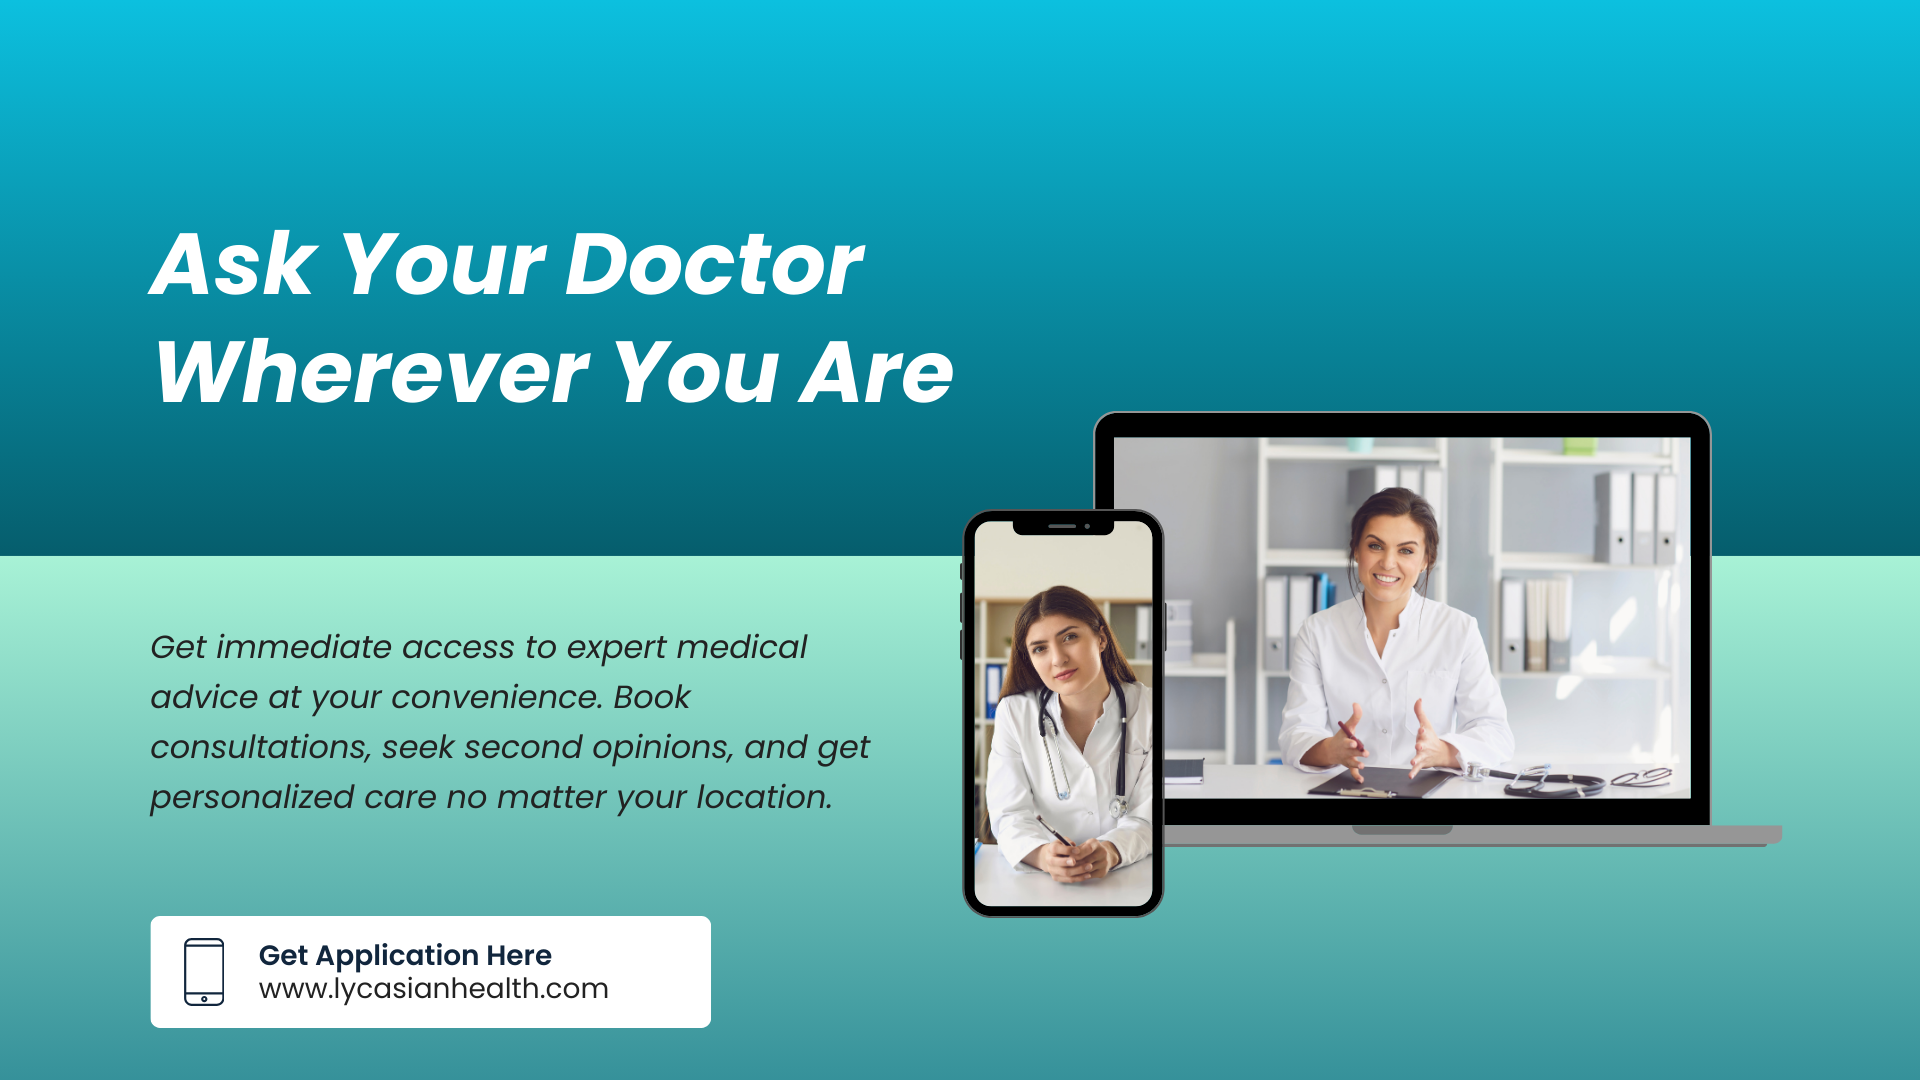 Ask Your Doctor
Wherever You Are
Get immediate access to expert medical
advice at your convenience. Book
consultations, seek second opinions, and get
personalized care no matter your location.
Get Application Here
www.lycasianhealth.com